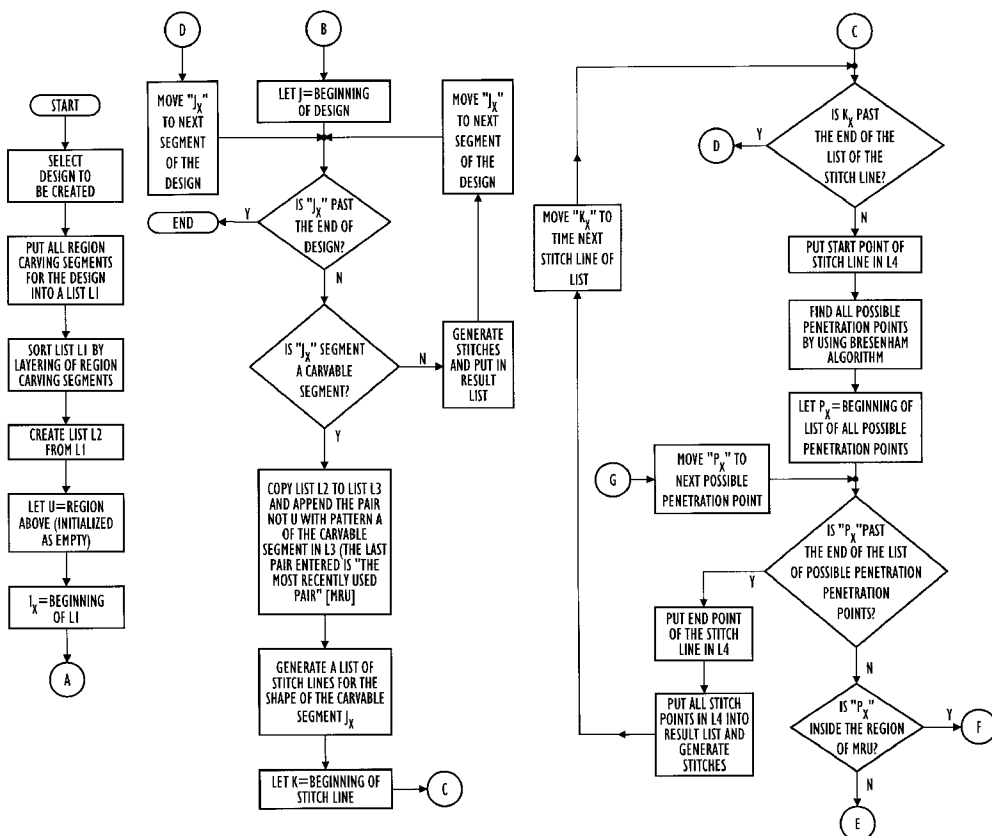 START
SELECT
DESIGN TO
BE CREATED
PUT ALL REGION
CARVING SEGMENTS
FOR THE DESIGN
INTO A LIST L1
SORT LIST L1 BY
LAYERING OF REGION
CARVING SEGMENTS
CREATE LIST L2
FROM L1
LET U=REGION
ABOVE (INITIALIZED
AS EMPTY)
IX=BEGINNING
OF L1
A
D
MOVE "JX"
TO NEXT
SEGMENT
OF THE
DESIGN
B
LET J=BEGINNING
OF DESIGN
MOVE "JX"
TO NEXT
SEGMENT
OF THE
DESIGN
IS "JX" PAST
THE END OF
DESIGN?
Y
END
N
IS "JX" SEGMENT
A CARVABLE
SEGMENT?
N
GENERATE
STITCHES
AND PUT IN
RESULT
LIST
Y
COPY LIST L2 TO LIST L3
AND APPEND THE PAIR
NOT U WITH PATTERN A
OF THE CARVABLE
SEGMENT IN L3 (THE LAST
PAIR ENTERED IS "THE
MOST RECENTLY USED
PAIR" [MRU]
GENERATE A LIST OF
STITCH LINES FOR THE
SHAPE OF THE CARVABLE
SEGMENT JX
LET K=BEGINNING OF
STITCH LINE
C
C
IS KX PAST
THE END OF THE
LIST OF THE
STITCH LINE?
Y
D
N
MOVE "KX" TO
TIME NEXT
STITCH LINE OF
LIST
PUT START POINT OF
STITCH LINE IN L4
FIND ALL POSSIBLE
PENETRATION POINTS
BY USING BRESENHAM
ALGORITHM
LET PX=BEGINNING OF
LIST OF ALL POSSIBLE
PENETRATION POINTS
G
MOVE "PX" TO
NEXT POSSIBLE
PENETRATION POINT
IS "PX" PAST
THE END OF THE LIST
OF POSSIBLE PENETRATION
PENETRATION
POINTS?
Y
PUT END POINT
OF THE STITCH
LINE IN L4
PUT ALL STITCH
POINTS IN L4 INTO
RESULT LIST AND
GENERATE
STITCHES
N
IS "PX"
INSIDE THE REGION
OF MRU?
Y
F
N
E